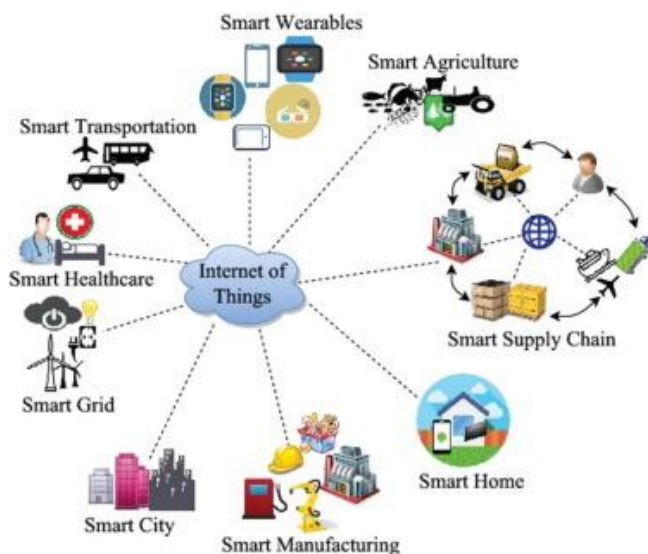 Smart Wearables
Smart Agriculture
Smart Transportation
Smart Healthcare
Internet of
Things
Smart Supply Chain
Smart Grid
Smart Home
Smart City
Smart Manufacturing